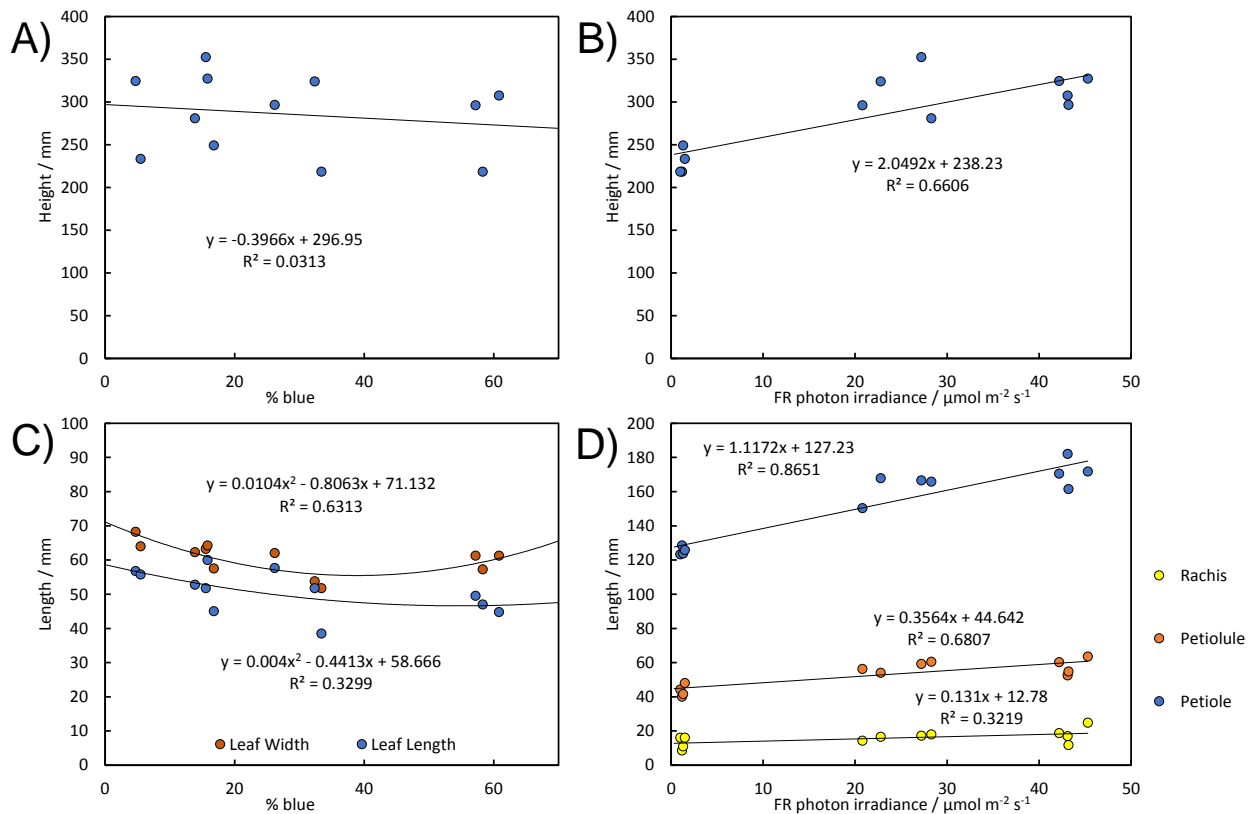 A)
400
350
300
250
200
150
100
50
0
Height / mm
y = -0.3966x + 296.95
R² = 0.0313
0 20 40 60
% blue
B)
400
350
300
250
200
150
100
50
0
Height / mm
y = 2.0492x + 238.23
R² = 0.6606
0 10 20 30 40 50
FR photon irradiance / µmol m⁻² s⁻¹
C)
100
90
80
70
60
50
40
30
20
10
0
Length / mm
y = 0.0104x² - 0.8063x + 71.132
R² = 0.6313
y = 0.004x² - 0.4413x + 58.666
R² = 0.3299
Leaf Width Leaf Length
0 20 40 60
% blue
D)
200
180
160
140
120
100
80
60
40
20
0
Length / mm
y = 1.1172x + 127.23
R² = 0.8651
y = 0.3564x + 44.642
R² = 0.6807
y = 0.131x + 12.78
R² = 0.3219
0 10 20 30 40 50
FR photon irradiance / µmol m⁻² s⁻¹
Rachis
Petiolule
Petiole